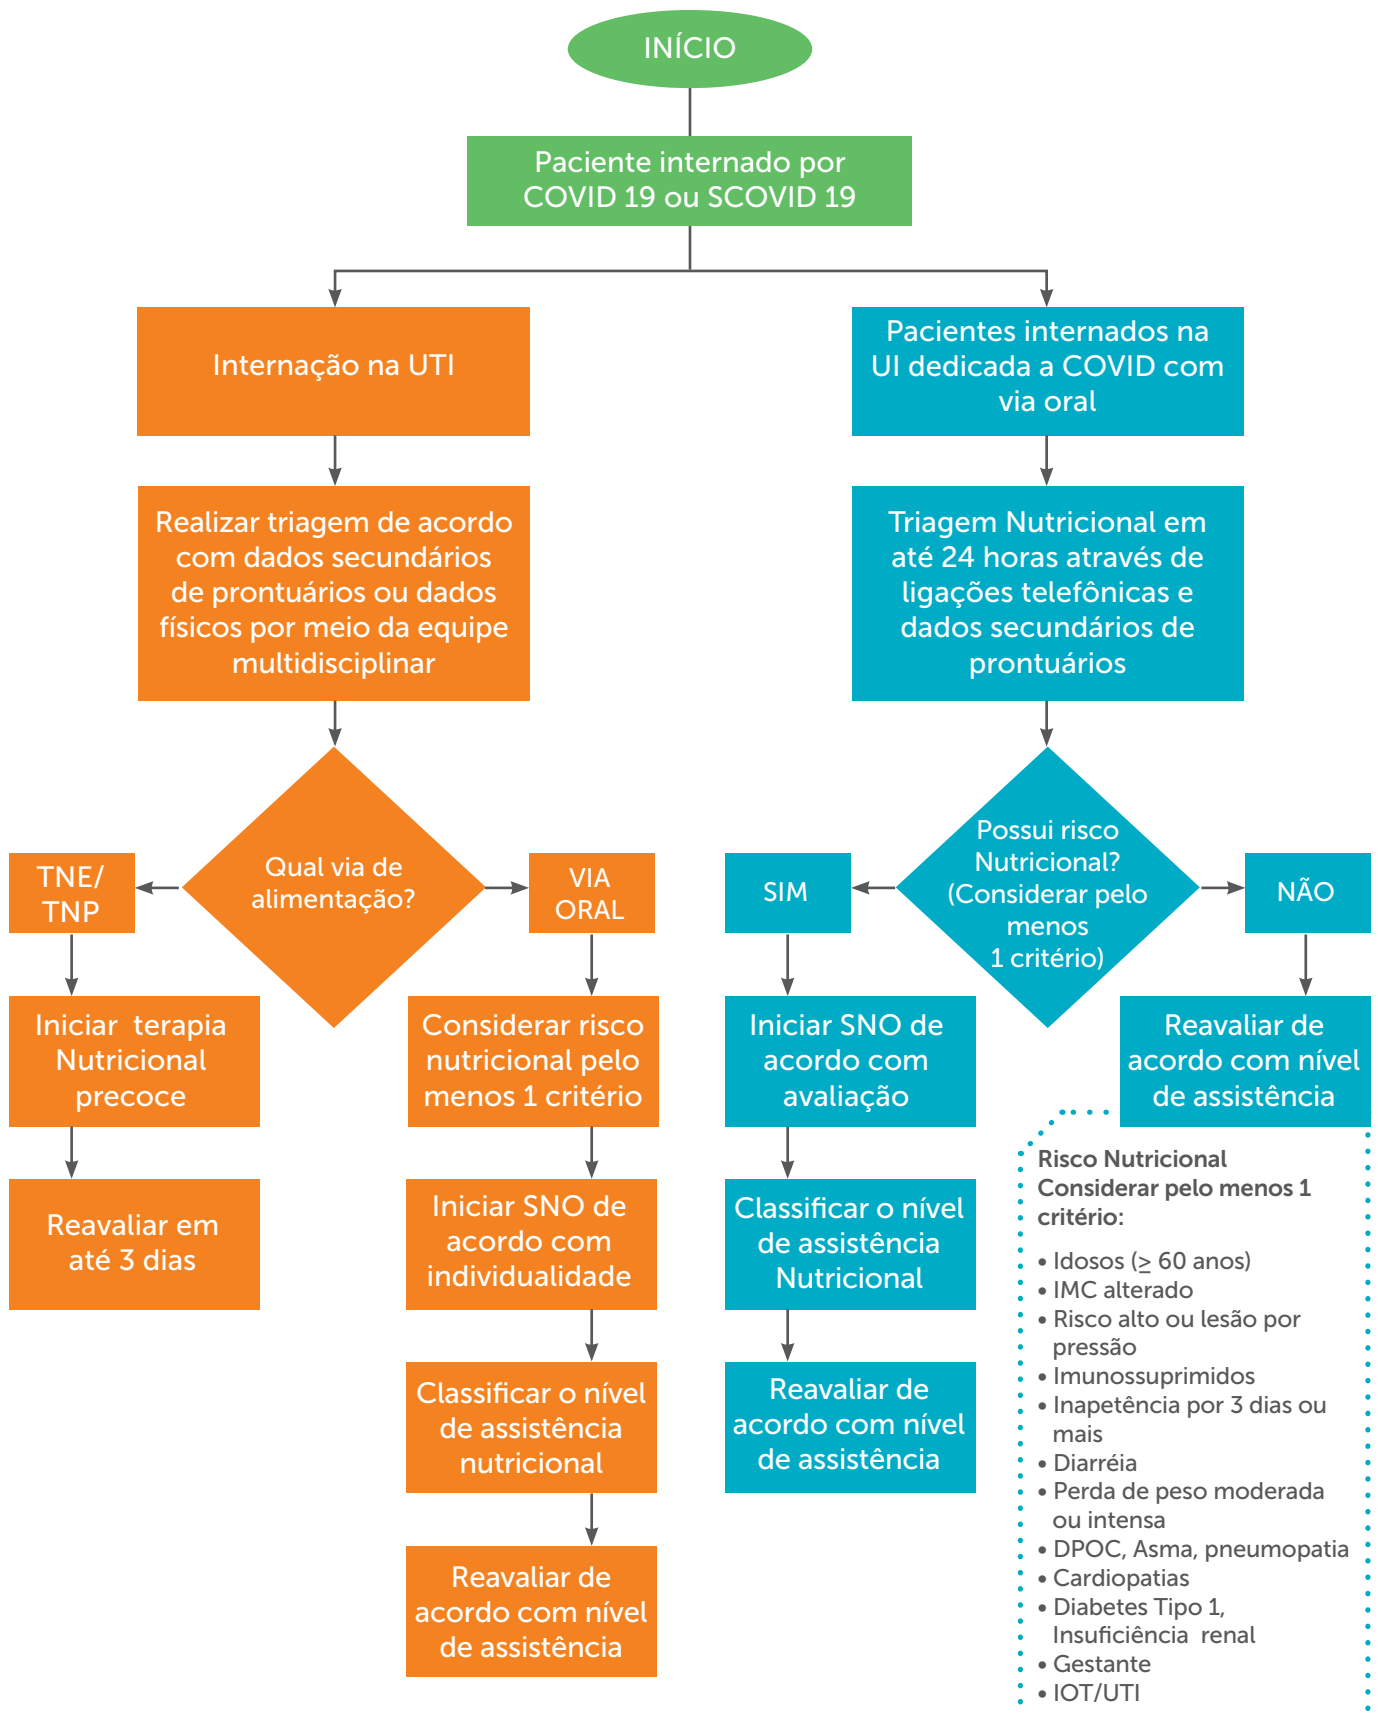 INÍCIO
Paciente internado por
COVID 19 ou SCOVID 19
Internação na UTI
Realizar triagem de acordo
com dados secundários
de prontuários ou dados
físicos por meio da equipe
multidisciplinar
Qual via de
alimentação?
TNE/
TNP
Iniciar terapia
Nutricional
precoce
Reavaliar em
até 3 dias
VIA
ORAL
Considerar risco
nutricional pelo
menos 1 critério
Iniciar SNO de
acordo com
individualidade
Classificar o nível
de assistência
nutricional
Reavaliar de
acordo com nível
de assistência
Pacientes internados na
UI dedicada a COVID com
via oral
Triagem Nutricional em
até 24 horas através de
ligações telefônicas e
dados secundários de
prontuários
Possui risco
Nutricional?
(Considerar pelo
menos
1 critério)
SIM
Iniciar SNO de
acordo com
avaliação
Classificar o nível
de assistência
Nutricional
Reavaliar de
acordo com nível
de assistência
NÃO
Reavaliar de
acordo com nível
de assistência
Risco Nutricional
Considerar pelo menos 1
critério:
• Idosos (≥ 60 anos)
• IMC alterado
• Risco alto ou lesão por
pressão
• Imunossuprimidos
• Inapetência por 3 dias ou
mais
• Diarréia
• Perda de peso moderada
ou intensa
• DPOC, Asma, pneumopatia
• Cardiopatias
• Diabetes Tipo 1,
Insuficiência renal
• Gestante
• IOT/UTI